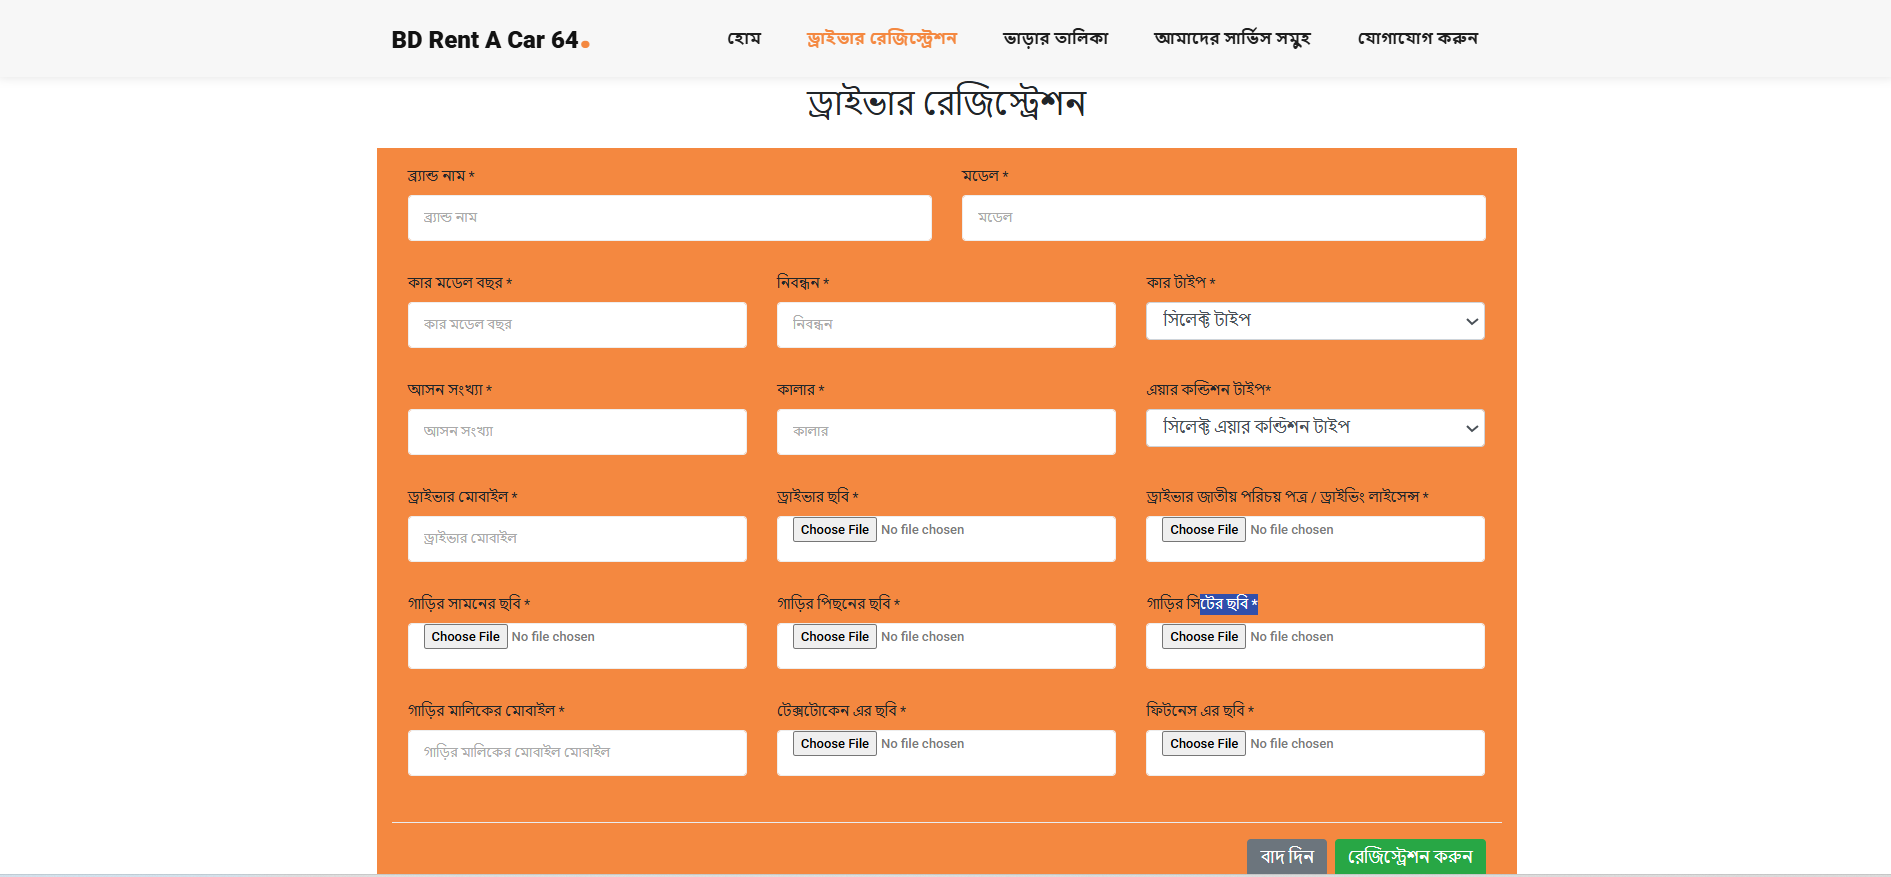 BD Rent A Car 64. হোম ড্রাইভার রেজিস্ট্রেশন ভাড়ার তালিকা আমাদের সার্ভিস সমুহ যোগাযোগ করুন
ড্রাইভার রেজিস্ট্রেশন
ব্র্যান্ড নাম * মডেল *
ব্র্যান্ড নাম মডেল
কার মডেল বছর * নিবন্ধন * কার টাইপ *
কার মডেল বছর নিবন্ধন সিলেক্ট টাইপ
আসন সংখ্যা * কালার * এয়ার কন্ডিশন টাইপ*
আসন সংখ্যা কালার সিলেক্ট এয়ার কন্ডিশন টাইপ
ড্রাইভার মোবাইল * ড্রাইভার ছবি * ড্রাইভার জাতীয় পরিচয় পত্র / ড্রাইভিং লাইসেন্স *
ড্রাইভার মোবাইল Choose File No file chosen Choose File No file chosen
গাড়ির সামনের ছবি * গাড়ির পিছনের ছবি * গাড়ির সিটের ছবি *
Choose File No file chosen Choose File No file chosen Choose File No file chosen
গাড়ির মালিকের মোবাইল * টেক্সটোকেন এর ছবি * ফিটনেস এর ছবি *
গাড়ির মালিকের মোবাইল মোবাইল Choose File No file chosen Choose File No file chosen
বাদ দিন রেজিস্ট্রেশন করুন